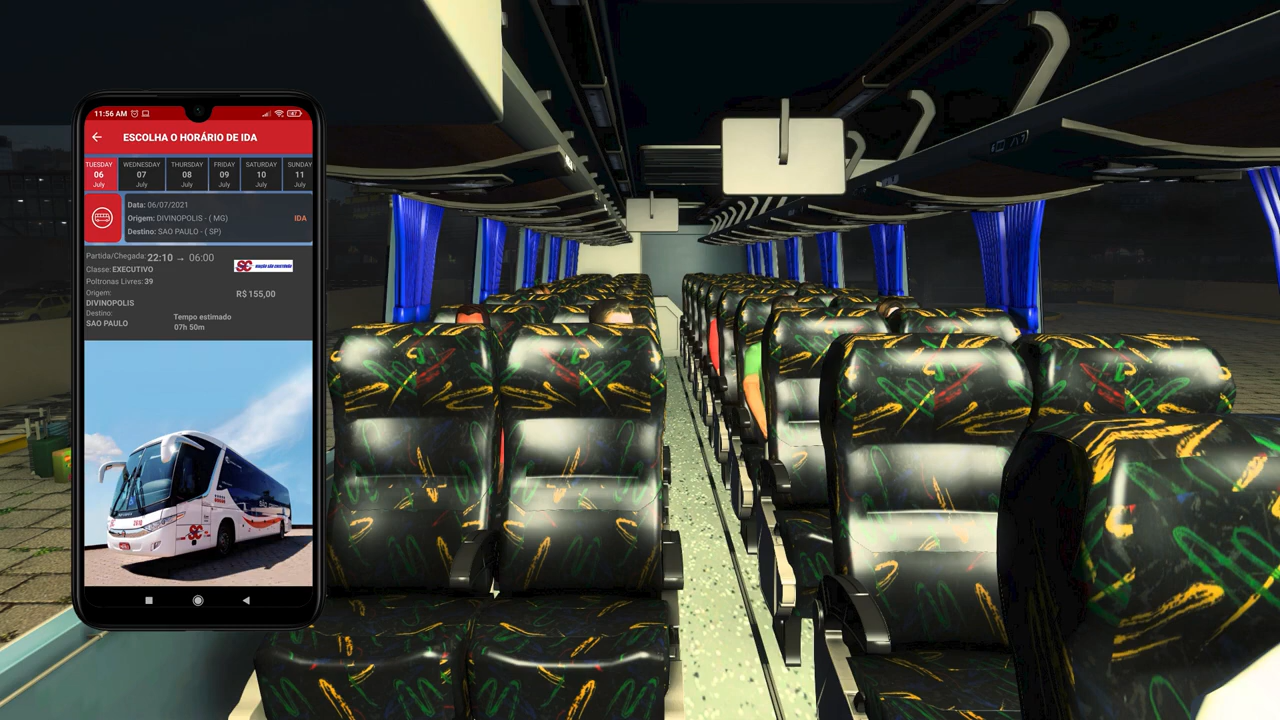 11:56 AM
ESCOLHA O HORÁRIO DE IDA
TUESDAY
06
July
WEDNESDAY
07
July
THURSDAY
08
July
FRIDAY
09
July
SATURDAY
10
July
SUNDAY
11
July
Data: 06/07/2021
Origem: DIVINOPOLIS - ( MG)
IDA
Destino: SAO PAULO - ( SP)
Partida/Chegada: 22:10 → 06:00
Classe: EXECUTIVO
SC
Poltronas Livres: 39
Origem:
R$ 155,00
DIVINOPOLIS
Destino:
Tempo estimado
SAO PAULO
07h 50m
SC